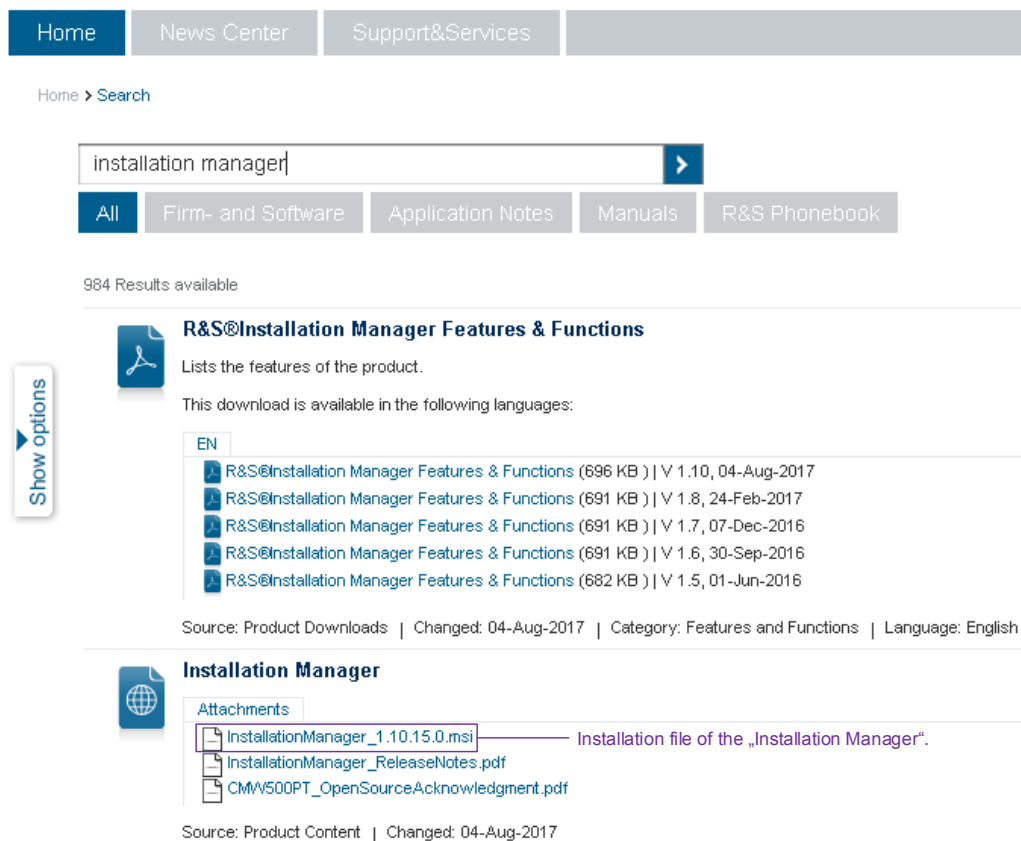 Home News Center Support&Services
Home > Search
installation manager
All Firm- and Software Application Notes Manuals R&S Phonebook
984 Results available
R&S®Installation Manager Features & Functions
Lists the features of the product.
This download is available in the following languages:
Show options
EN
R&S®Installation Manager Features & Functions (696 KB ) | V 1.10, 04-Aug-2017
R&S®Installation Manager Features & Functions (691 KB ) | V 1.8, 24-Feb-2017
R&S®Installation Manager Features & Functions (691 KB ) | V 1.7, 07-Dec-2016
R&S®Installation Manager Features & Functions (691 KB ) | V 1.6, 30-Sep-2016
R&S®Installation Manager Features & Functions (682 KB ) | V 1.5, 01-Jun-2016
Source: Product Downloads | Changed: 04-Aug-2017 | Category: Features and Functions | Language: English
Installation Manager
Attachments
InstallationManager_1.10.15.0.msi Installation file of the „Installation Manager“.
InstallationManager_ReleaseNotes.pdf
CMW500PT_OpenSourceAcknowledgment.pdf
Source: Product Content | Changed: 04-Aug-2017